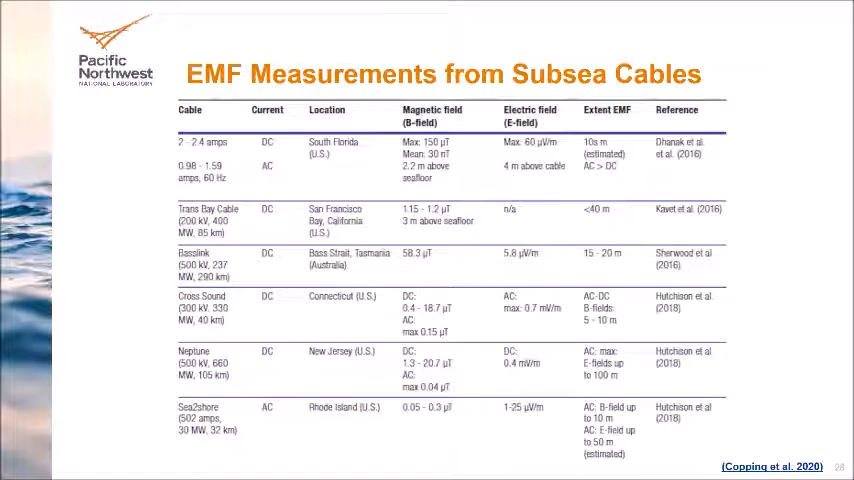 Pacific
Northwest
NATIONAL LABORATORY
EMF Measurements from Subsea Cables
Cable Current Location Magnetic field (B-field) Electric field (E-field) Extent EMF Reference
2 - 2.4 amps DC South Florida (U.S.) Max: 150 µT Mean: 30 nT Max: 60 µV/m 10s m (estimated) Dhanak et al. et al. (2016)
0.98 - 1.59 amps, 60 Hz AC 2.2 m above seafloor 4 m above cable AC > DC
Trans Bay Cable (200 kV, 400 MW, 85 km) DC San Francisco Bay, California (U.S.) 1.15 - 1.2 µT 3 m above seafloor n/a <40 m Kavet et al. (2016)
Basslink (500 kV, 237 MW, 290 km) DC Bass Strait, Tasmania (Australia) 58.3 µT 5.8 µV/m 15 - 20 m Sherwood et al (2016)
Cross Sound (300 kV, 330 MW, 40 km) DC Connecticut (U.S.) DC: 0.4 - 18.7 µT AC: max 0.15 µT AC: max: 0.7 mV/m AC-DC B-fields: 5 - 10 m Hutchison et al. (2018)
Neptune (500 kV, 660 MW, 105 km) DC New Jersey (U.S.) DC: 1.3 - 20.7 µT AC: max 0.04 µT DC: 0.4 mV/m AC: max: E-fields up to 100 m Hutchison et al (2018)
Sea2shore (502 amps, 30 MW, 32 km) AC Rhode Island (U.S.) 0.05 - 0.3 µT 1-25 µV/m AC: B-field up to 10 m AC: E-field up to 50 m (estimated) Hutchison et al (2018)
(Copping et al. 2020) 26